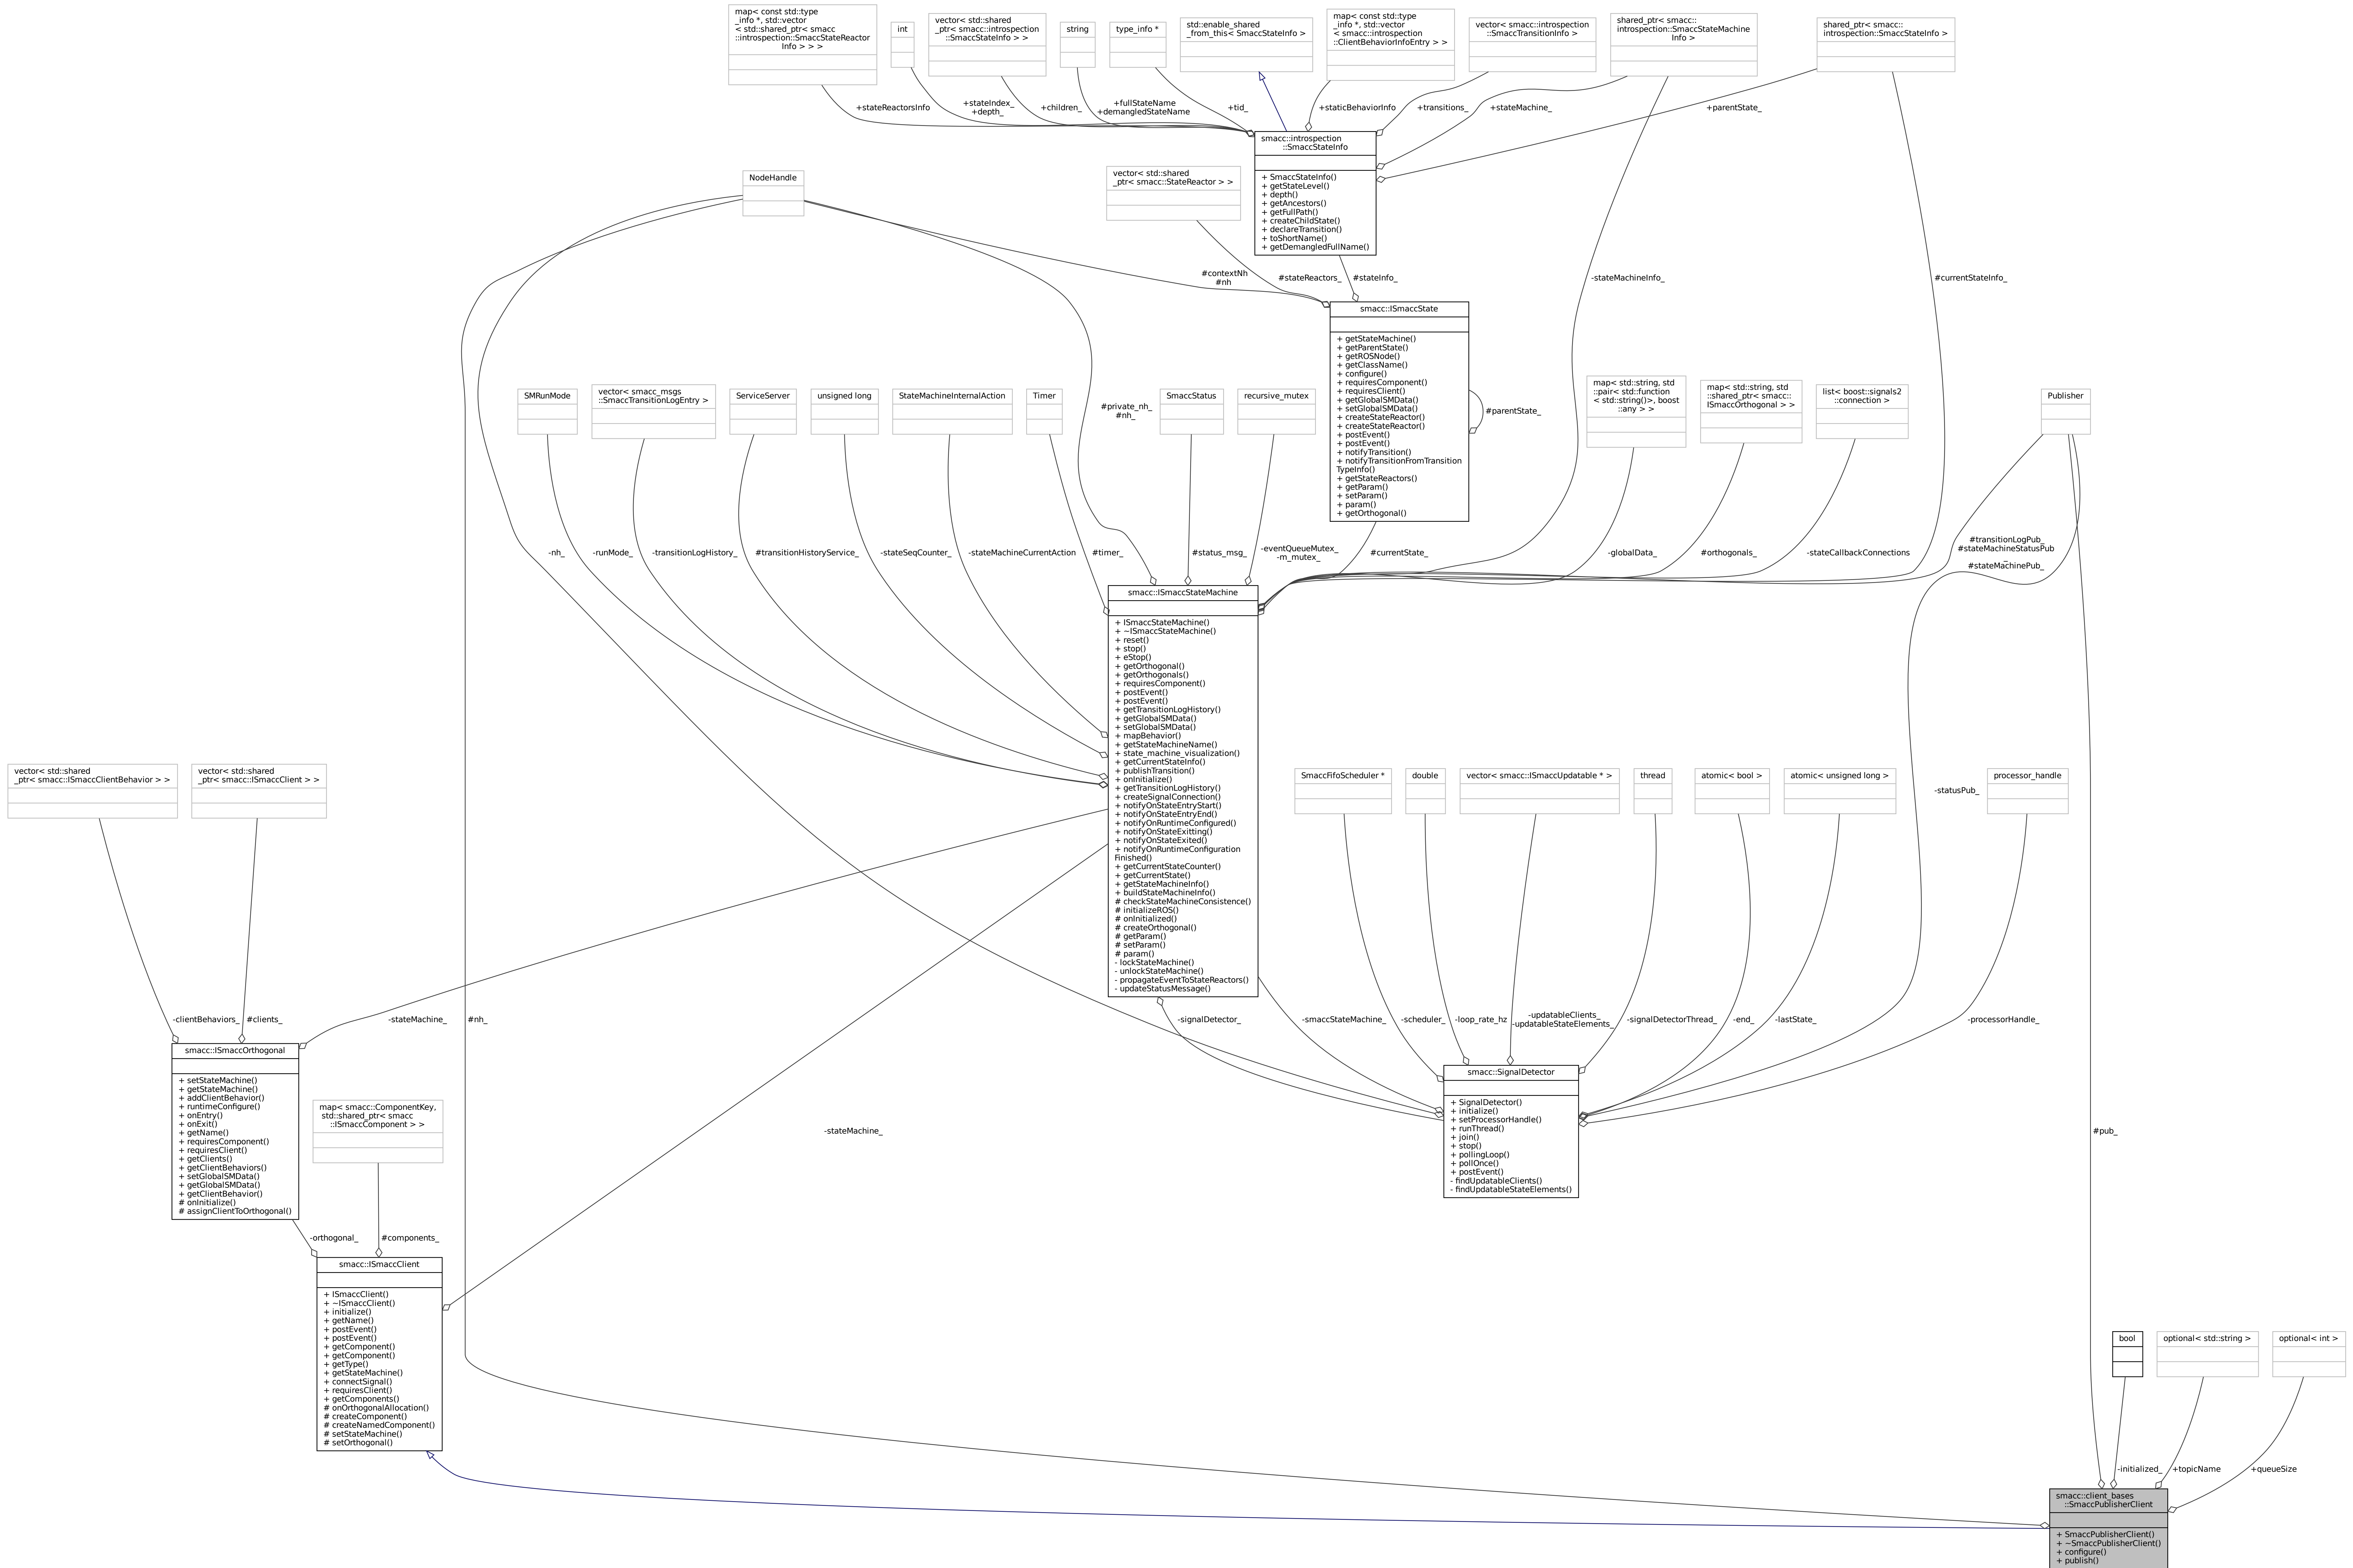 map< const std::type
_info *, std::vector
< std::shared_ptr< smacc
::introspection::SmaccStateReactor
Info > > >
int
vector< std::shared
_ptr< smacc::introspection
::SmaccStateInfo > >
string
type_info *
std::enable_shared
_from_this< SmaccStateInfo >
map< const std::type
_info *, std::vector
< smacc::introspection
::ClientBehaviorInfoEntry > >
vector< smacc::introspection
::SmaccTransitionInfo >
shared_ptr< smacc::
introspection::SmaccStateMachine
Info >
shared_ptr< smacc::
introspection::SmaccStateInfo >
+stateReactorsInfo
+stateIndex_
+depth_
+children_
+fullStateName
+demangledStateName
+tid_
+staticBehaviorInfo
+transitions_
+stateMachine_
+parentState_
smacc::introspection
::SmaccStateInfo
+ SmaccStateInfo()
+ getStateLevel()
+ depth()
+ getAncestors()
+ getFullPath()
+ createChildState()
+ declareTransition()
+ toShortName()
+ getDemangledFullName()
NodeHandle
vector< std::shared
_ptr< smacc::StateReactor > >
#contextNh
#nh
#stateReactors_
#stateInfo_
-stateMachineInfo_
#currentStateInfo_
smacc::ISmaccState
+ getStateMachine()
+ getParentState()
+ getROSNode()
+ getClassName()
+ configure()
+ requiresComponent()
+ requiresClient()
+ getGlobalSMData()
+ setGlobalSMData()
+ createStateReactor()
+ createStateReactor()
+ postEvent()
+ postEvent()
+ notifyTransition()
+ notifyTransitionFromTransition
TypeInfo()
+ getStateReactors()
+ getParam()
+ setParam()
+ param()
+ getOrthogonal()
#parentState_
SMRunMode
vector< smacc_msgs
::SmaccTransitionLogEntry >
ServiceServer
unsigned long
StateMachineInternalAction
Timer
#private_nh_
#nh_
SmaccStatus
recursive_mutex
map< std::string, std
::pair< std::function
< std::string()>, boost
::any > >
map< std::string, std
::shared_ptr< smacc::
ISmaccOrthogonal > >
list< boost::signals2
::connection >
Publisher
-nh_
-runMode_
-transitionLogHistory_
#transitionHistoryService_
-stateSeqCounter_
-stateMachineCurrentAction
#timer_
#status_msg_
-eventQueueMutex_
-m_mutex_
#currentState_
-globalData_
#orthogonals_
-stateCallbackConnections
#transitionLogPub_
#stateMachineStatusPub
_
#stateMachinePub_
smacc::ISmaccStateMachine
+ ISmaccStateMachine()
+ ~ISmaccStateMachine()
+ reset()
+ stop()
+ eStop()
+ getOrthogonal()
+ getOrthogonals()
+ requiresComponent()
+ postEvent()
+ postEvent()
+ getTransitionLogHistory()
+ getGlobalSMData()
+ setGlobalSMData()
+ mapBehavior()
+ getStateMachineName()
+ state_machine_visualization()
+ getCurrentStateInfo()
+ publishTransition()
+ onInitialize()
+ getTransitionLogHistory()
+ createSignalConnection()
+ notifyOnStateEntryStart()
+ notifyOnStateEntryEnd()
+ notifyOnRuntimeConfigured()
+ notifyOnStateExitting()
+ notifyOnStateExited()
+ notifyOnRuntimeConfiguration
Finished()
+ getCurrentStateCounter()
+ getCurrentState()
+ getStateMachineInfo()
+ buildStateMachineInfo()
# checkStateMachineConsistence()
# initializeROS()
# onInitialized()
# createOrthogonal()
# getParam()
# setParam()
# param()
- lockStateMachine()
- unlockStateMachine()
- propagateEventToStateReactors()
- updateStatusMessage()
vector< std::shared
_ptr< smacc::ISmaccClientBehavior > >
vector< std::shared
_ptr< smacc::ISmaccClient > >
SmaccFifoScheduler *
double
vector< smacc::ISmaccUpdatable * >
thread
atomic< bool >
atomic< unsigned long >
processor_handle
-statusPub_
-clientBehaviors_
#clients_
-stateMachine_
#nh_
-signalDetector_
-smaccStateMachine_
-scheduler_
-loop_rate_hz
-updatableClients_
-updatableStateElements_
-signalDetectorThread_
-end_
-lastState_
-processorHandle_
smacc::ISmaccOrthogonal
+ setStateMachine()
+ getStateMachine()
+ addClientBehavior()
+ runtimeConfigure()
+ onEntry()
+ onExit()
+ getName()
+ requiresComponent()
+ requiresClient()
+ getClients()
+ getClientBehaviors()
+ setGlobalSMData()
+ getGlobalSMData()
+ getClientBehavior()
# onInitialize()
# assignClientToOrthogonal()
map< smacc::ComponentKey,
std::shared_ptr< smacc
::ISmaccComponent > >
-stateMachine_
smacc::SignalDetector
+ SignalDetector()
+ initialize()
+ setProcessorHandle()
+ runThread()
+ join()
+ stop()
+ pollingLoop()
+ pollOnce()
+ postEvent()
- findUpdatableClients()
- findUpdatableStateElements()
#pub_
-orthogonal_
#components_
smacc::ISmaccClient
+ ISmaccClient()
+ ~ISmaccClient()
+ initialize()
+ getName()
+ postEvent()
+ postEvent()
+ getComponent()
+ getComponent()
+ getType()
+ getStateMachine()
+ connectSignal()
+ requiresClient()
+ getComponents()
# onOrthogonalAllocation()
# createComponent()
# createNamedComponent()
# setStateMachine()
# setOrthogonal()
bool
optional< std::string >
optional< int >
-initialized_
+topicName
+queueSize
smacc::client_bases
::SmaccPublisherClient
+ SmaccPublisherClient()
+ ~SmaccPublisherClient()
+ configure()
+ publish()